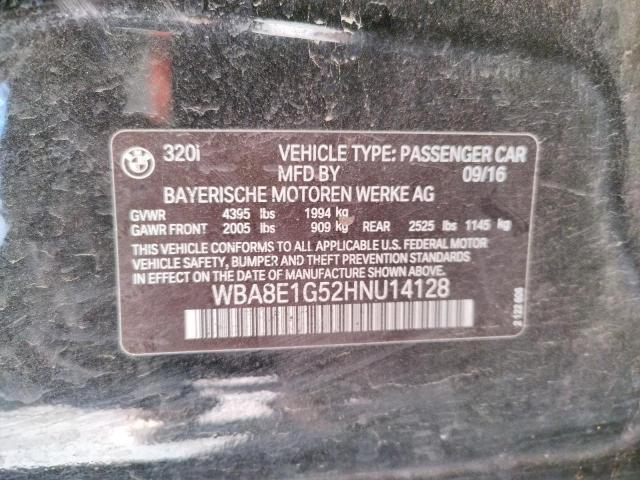 320i VEHICLE TYPE: PASSENGER CAR
MFD BY 09/16
BAYERISCHE MOTOREN WERKE AG
GVWR 4395 lbs 1994 kg
GAWR FRONT 2005 lbs 909 kg REAR 2525 lbs 1145 kg
THIS VEHICLE CONFORMS TO ALL APPLICABLE U.S. FEDERAL MOTOR
VEHICLE SAFETY, BUMPER AND THEFT PREVENTION STANDARDS
IN EFFECT ON THE DATE OF MANUFACTURE SHOWN ABOVE.
WBA8E1G52HNU14128